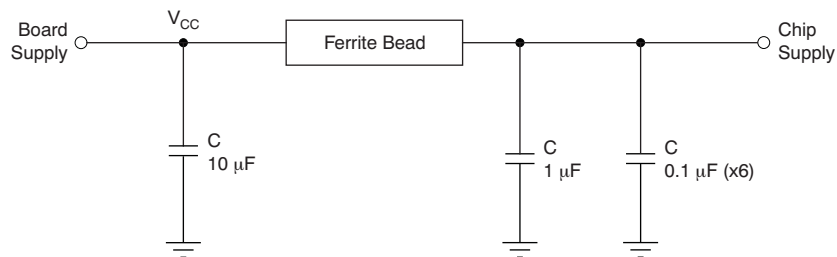 Board
Supply
V_CC
Ferrite Bead
Chip
Supply
C
10 μF
C
1 μF
C
0.1 μF (x6)